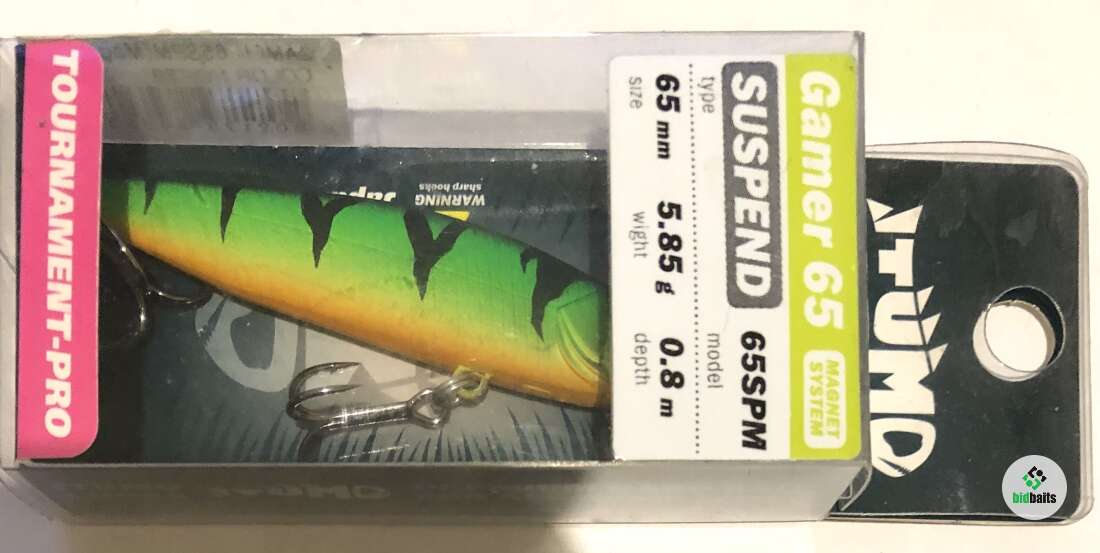 TOURNAMENT-PRO
Gamer 65
MAGNET
SYSTEM
type
SUSPEND
model
65SPM
65 mm
size
5.85 g
wight
0.8 m
depth
WARNING
sharp hooks
bidbaits